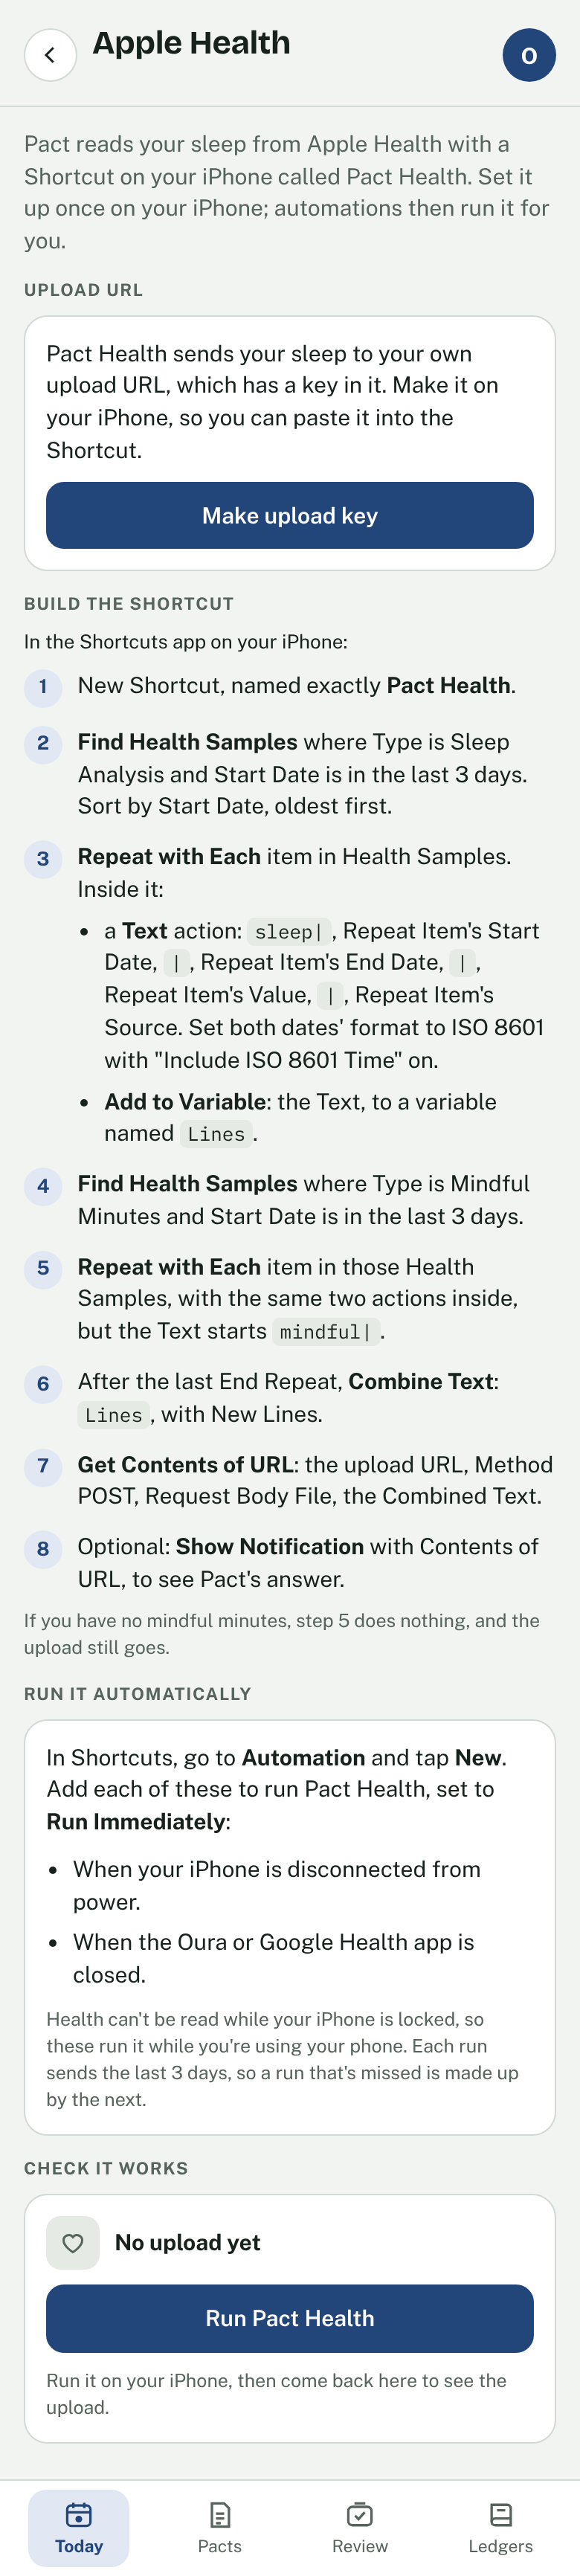 Apple Health
O
Pact reads your sleep from Apple Health with a
Shortcut on your iPhone called Pact Health. Set it
up once on your iPhone; automations then run it for
you.
UPLOAD URL
Pact Health sends your sleep to your own
upload URL, which has a key in it. Make it on
your iPhone, so you can paste it into the
Shortcut.
Make upload key
BUILD THE SHORTCUT
In the Shortcuts app on your iPhone:
1 New Shortcut, named exactly Pact Health.
2 Find Health Samples where Type is Sleep
Analysis and Start Date is in the last 3 days.
Sort by Start Date, oldest first.
3 Repeat with Each item in Health Samples.
Inside it:
• a Text action: sleep|, Repeat Item's Start
Date, |, Repeat Item's End Date, |,
Repeat Item's Value, |, Repeat Item's
Source. Set both dates' format to ISO 8601
with "Include ISO 8601 Time" on.
• Add to Variable: the Text, to a variable
named Lines.
4 Find Health Samples where Type is Mindful
Minutes and Start Date is in the last 3 days.
5 Repeat with Each item in those Health
Samples, with the same two actions inside,
but the Text starts mindful|.
6 After the last End Repeat, Combine Text:
Lines, with New Lines.
7 Get Contents of URL: the upload URL, Method
POST, Request Body File, the Combined Text.
8 Optional: Show Notification with Contents of
URL, to see Pact's answer.
If you have no mindful minutes, step 5 does nothing, and the
upload still goes.
RUN IT AUTOMATICALLY
In Shortcuts, go to Automation and tap New.
Add each of these to run Pact Health, set to
Run Immediately:
• When your iPhone is disconnected from
power.
• When the Oura or Google Health app is
closed.
Health can't be read while your iPhone is locked, so
these run it while you're using your phone. Each run
sends the last 3 days, so a run that's missed is made up
by the next.
CHECK IT WORKS
No upload yet
Run Pact Health
Run it on your iPhone, then come back here to see the
upload.
Today Pacts Review Ledgers